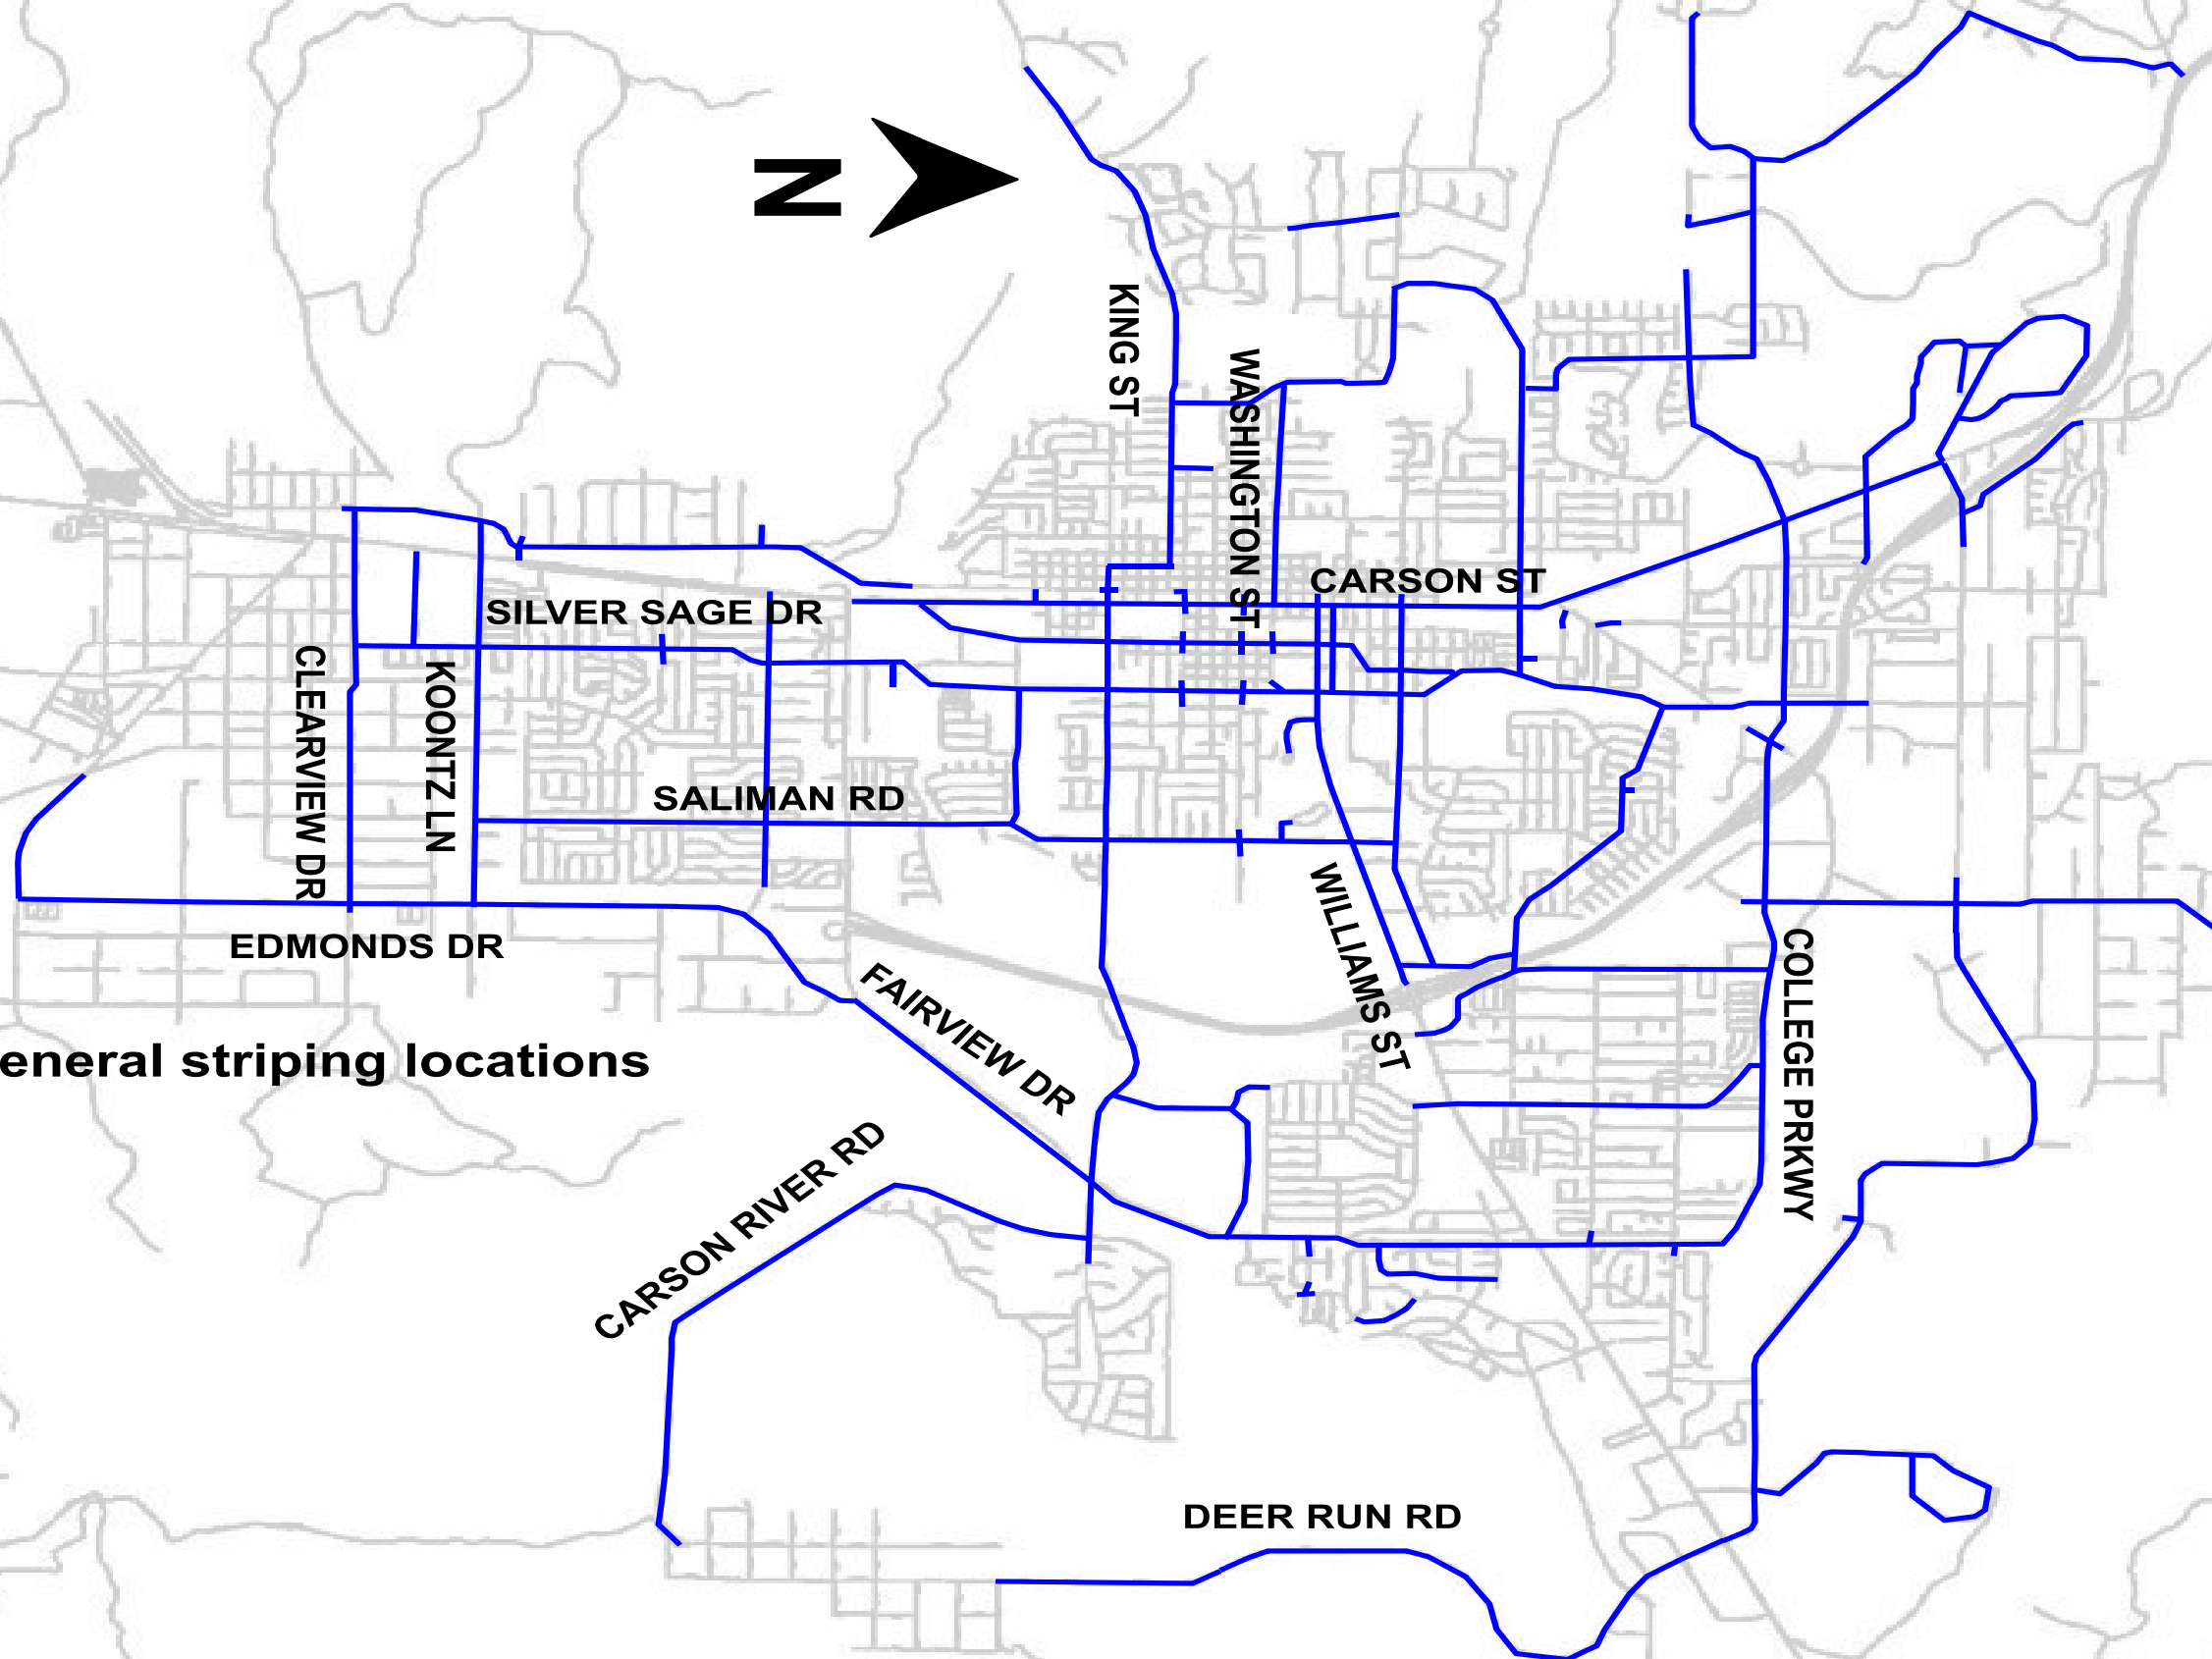 N
KING ST
WASHINGTON ST
CARSON ST
SILVER SAGE DR
CLEARVIEW DR
KOONTZ LN
SALIMAN RD
WILLIAMS ST
EDMONDS DR
COLLEGE PRKWY
FAIRVIEW DR
eneral striping locations
CARSON RIVER RD
DEER RUN RD